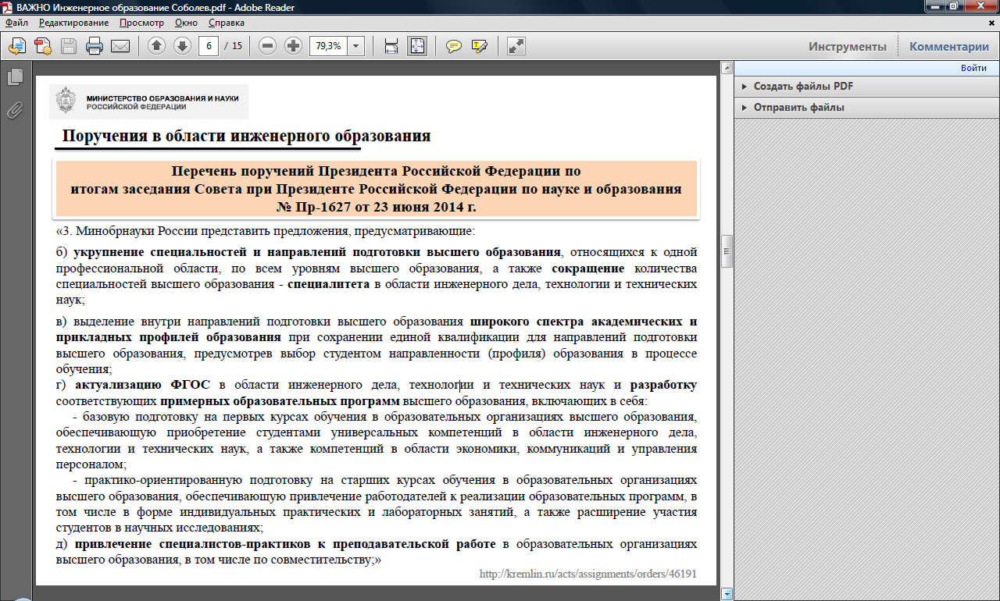 ВАЖНО Инженерное образование Соболев.pdf - Adobe Reader
Файл Редактирование Просмотр Окно Справка
6 / 15 79,3% Инструменты Комментарии
Войти
Создать файлы PDF
Отправить файлы
МИНИСТЕРСТВО ОБРАЗОВАНИЯ И НАУКИ
РОССИЙСКОЙ ФЕДЕРАЦИИ
Поручения в области инженерного образования
Перечень поручений Президента Российской Федерации по
итогам заседания Совета при Президенте Российской Федерации по науке и образования
№ Пр-1627 от 23 июня 2014 г.
«3. Минобрнауки России представить предложения, предусматривающие:
б) укрупнение специальностей и направлений подготовки высшего образования, относящихся к одной
профессиональной области, по всем уровням высшего образования, а также сокращение количества
специальностей высшего образования - специалитета в области инженерного дела, технологии и технических
наук;
в) выделение внутри направлений подготовки высшего образования широкого спектра академических и
прикладных профилей образования при сохранении единой квалификации для направлений подготовки
высшего образования, предусмотрев выбор студентом направленности (профиля) образования в процессе
обучения;
г) актуализацию ФГОС в области инженерного дела, технологии и технических наук и разработку
соответствующих примерных образовательных программ высшего образования, включающих в себя:
- базовую подготовку на первых курсах обучения в образовательных организациях высшего образования,
обеспечивающую приобретение студентами универсальных компетенций в области инженерного дела,
технологии и технических наук, а также компетенций в области экономики, коммуникаций и управления
персоналом;
- практико-ориентированную подготовку на старших курсах обучения в образовательных организациях
высшего образования, обеспечивающую привлечение работодателей к реализации образовательных программ, в
том числе в форме индивидуальных практических и лабораторных занятий, а также расширение участия
студентов в научных исследованиях;
д) привлечение специалистов-практиков к преподавательской работе в образовательных организациях
высшего образования, в том числе по совместительству;»
http://kremlin.ru/acts/assignments/orders/46191